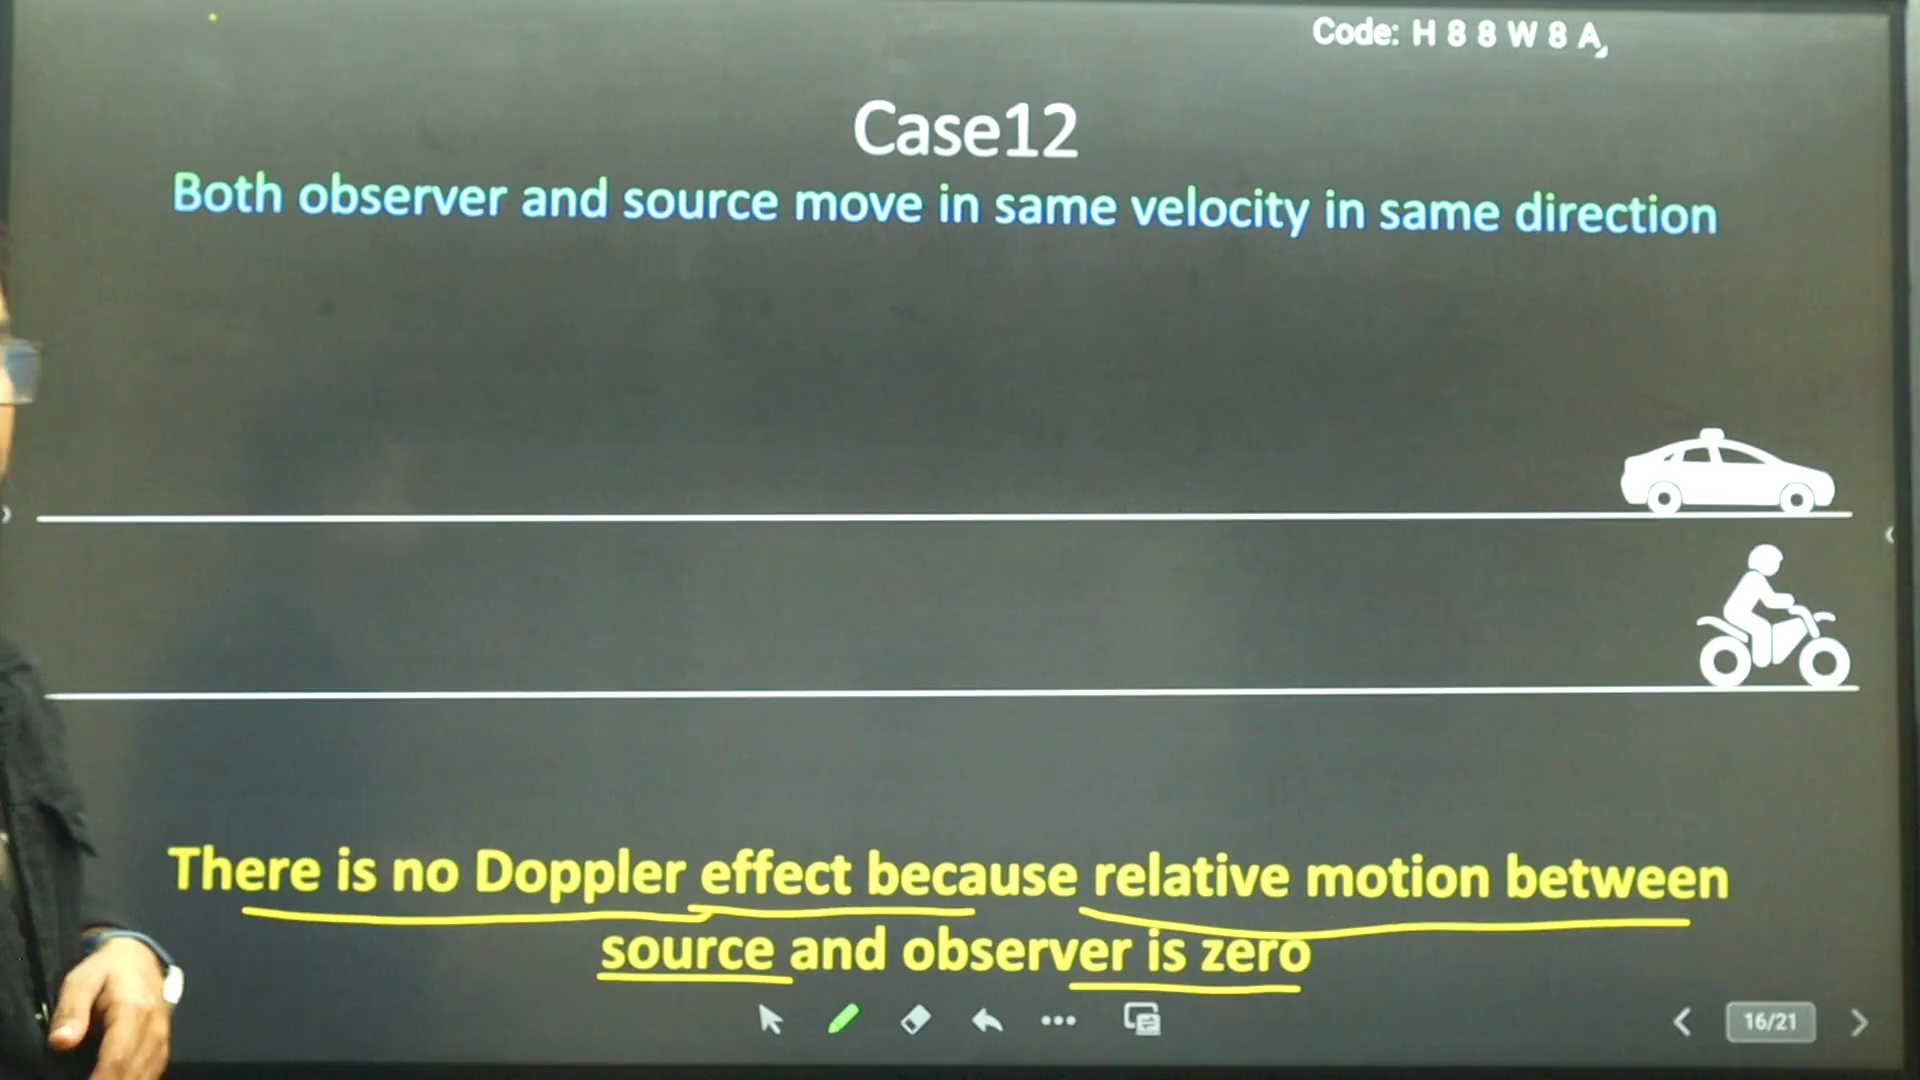 Code: H 8 8 W 8 A
Case12
Both observer and source move in same velocity in same direction
There is no Doppler effect because relative motion between
source and observer is zero
16/21